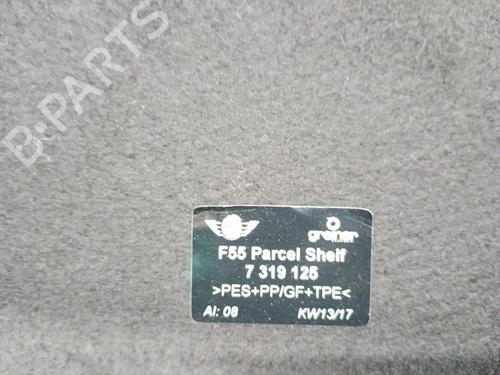 B-PARTS
greiner
F55 Parcel Shelf
7 319 125
>PES+PP/GF+TPE<
AI: 08 KW13/17